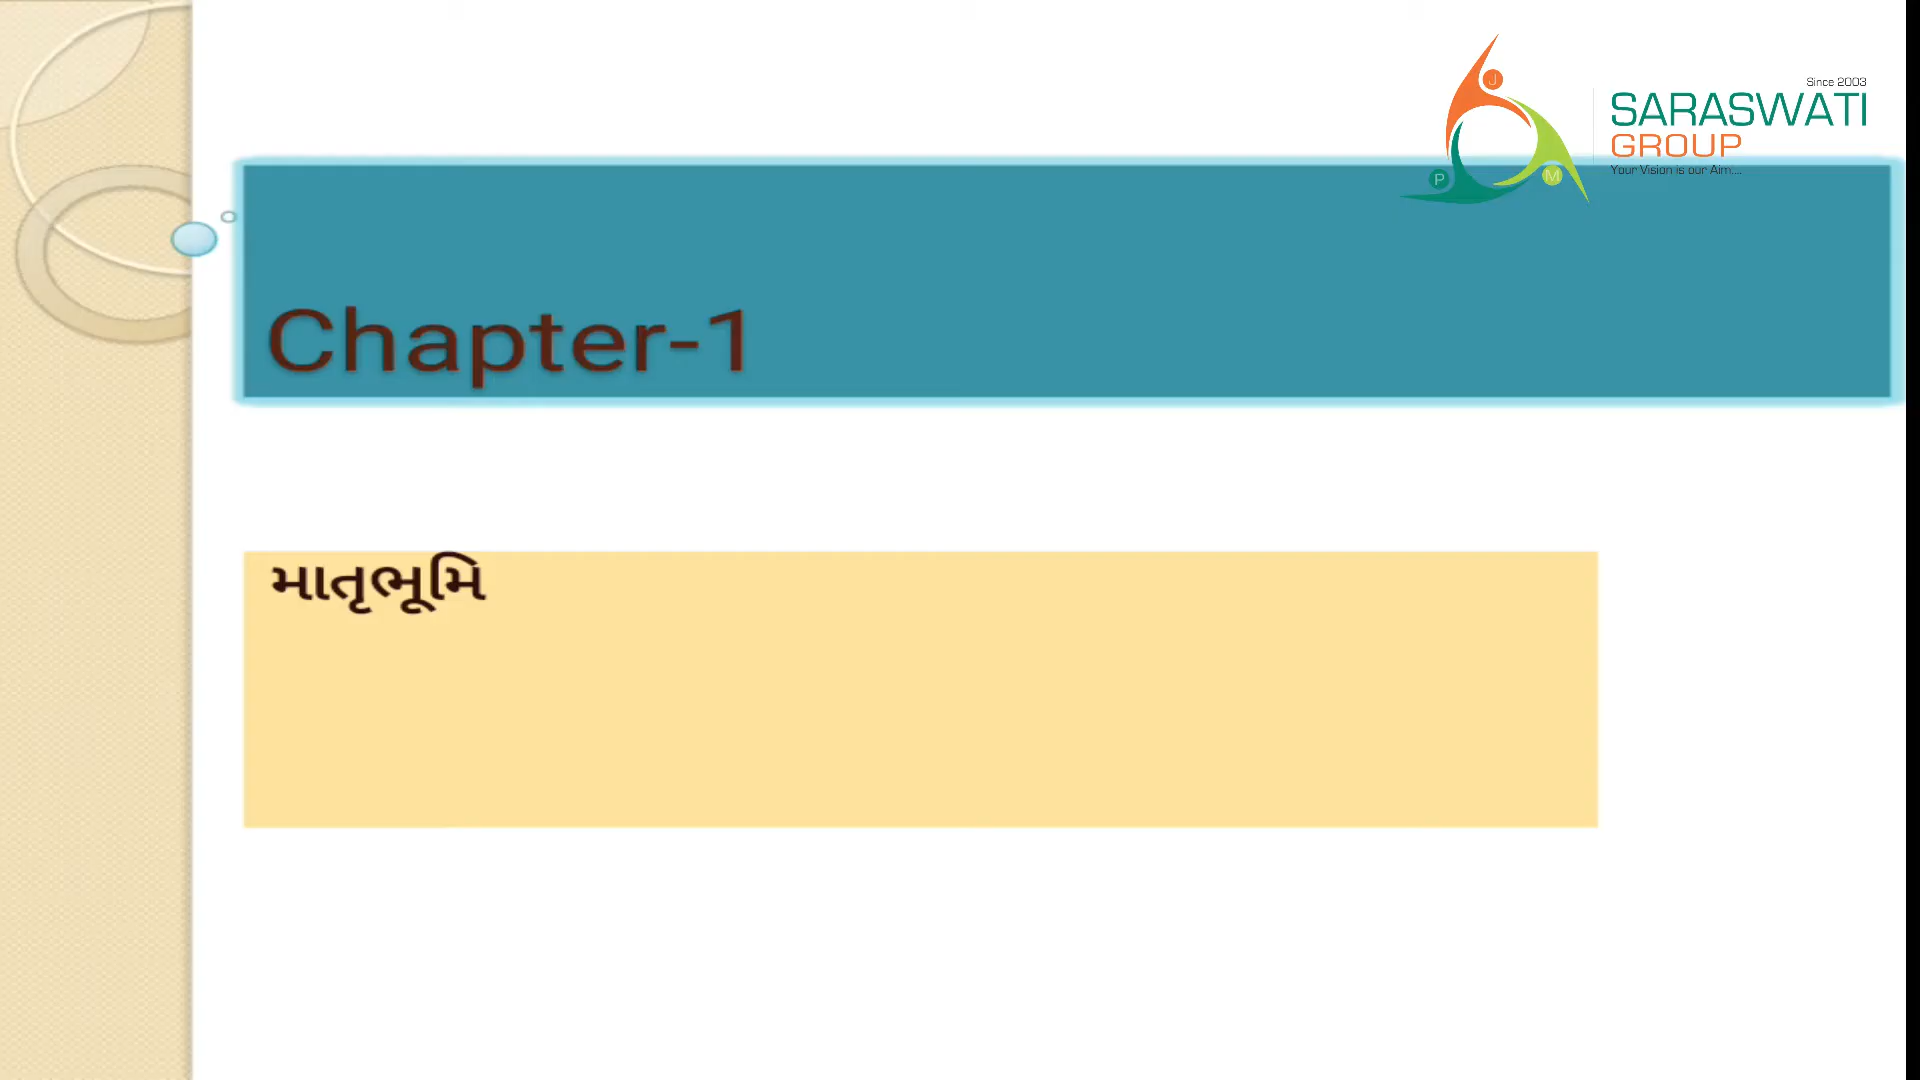 Since 2003
SARASWATI
GROUP
Your Vision is our Aim....
J
P
M
Chapter-1
માતૃભૂમિ